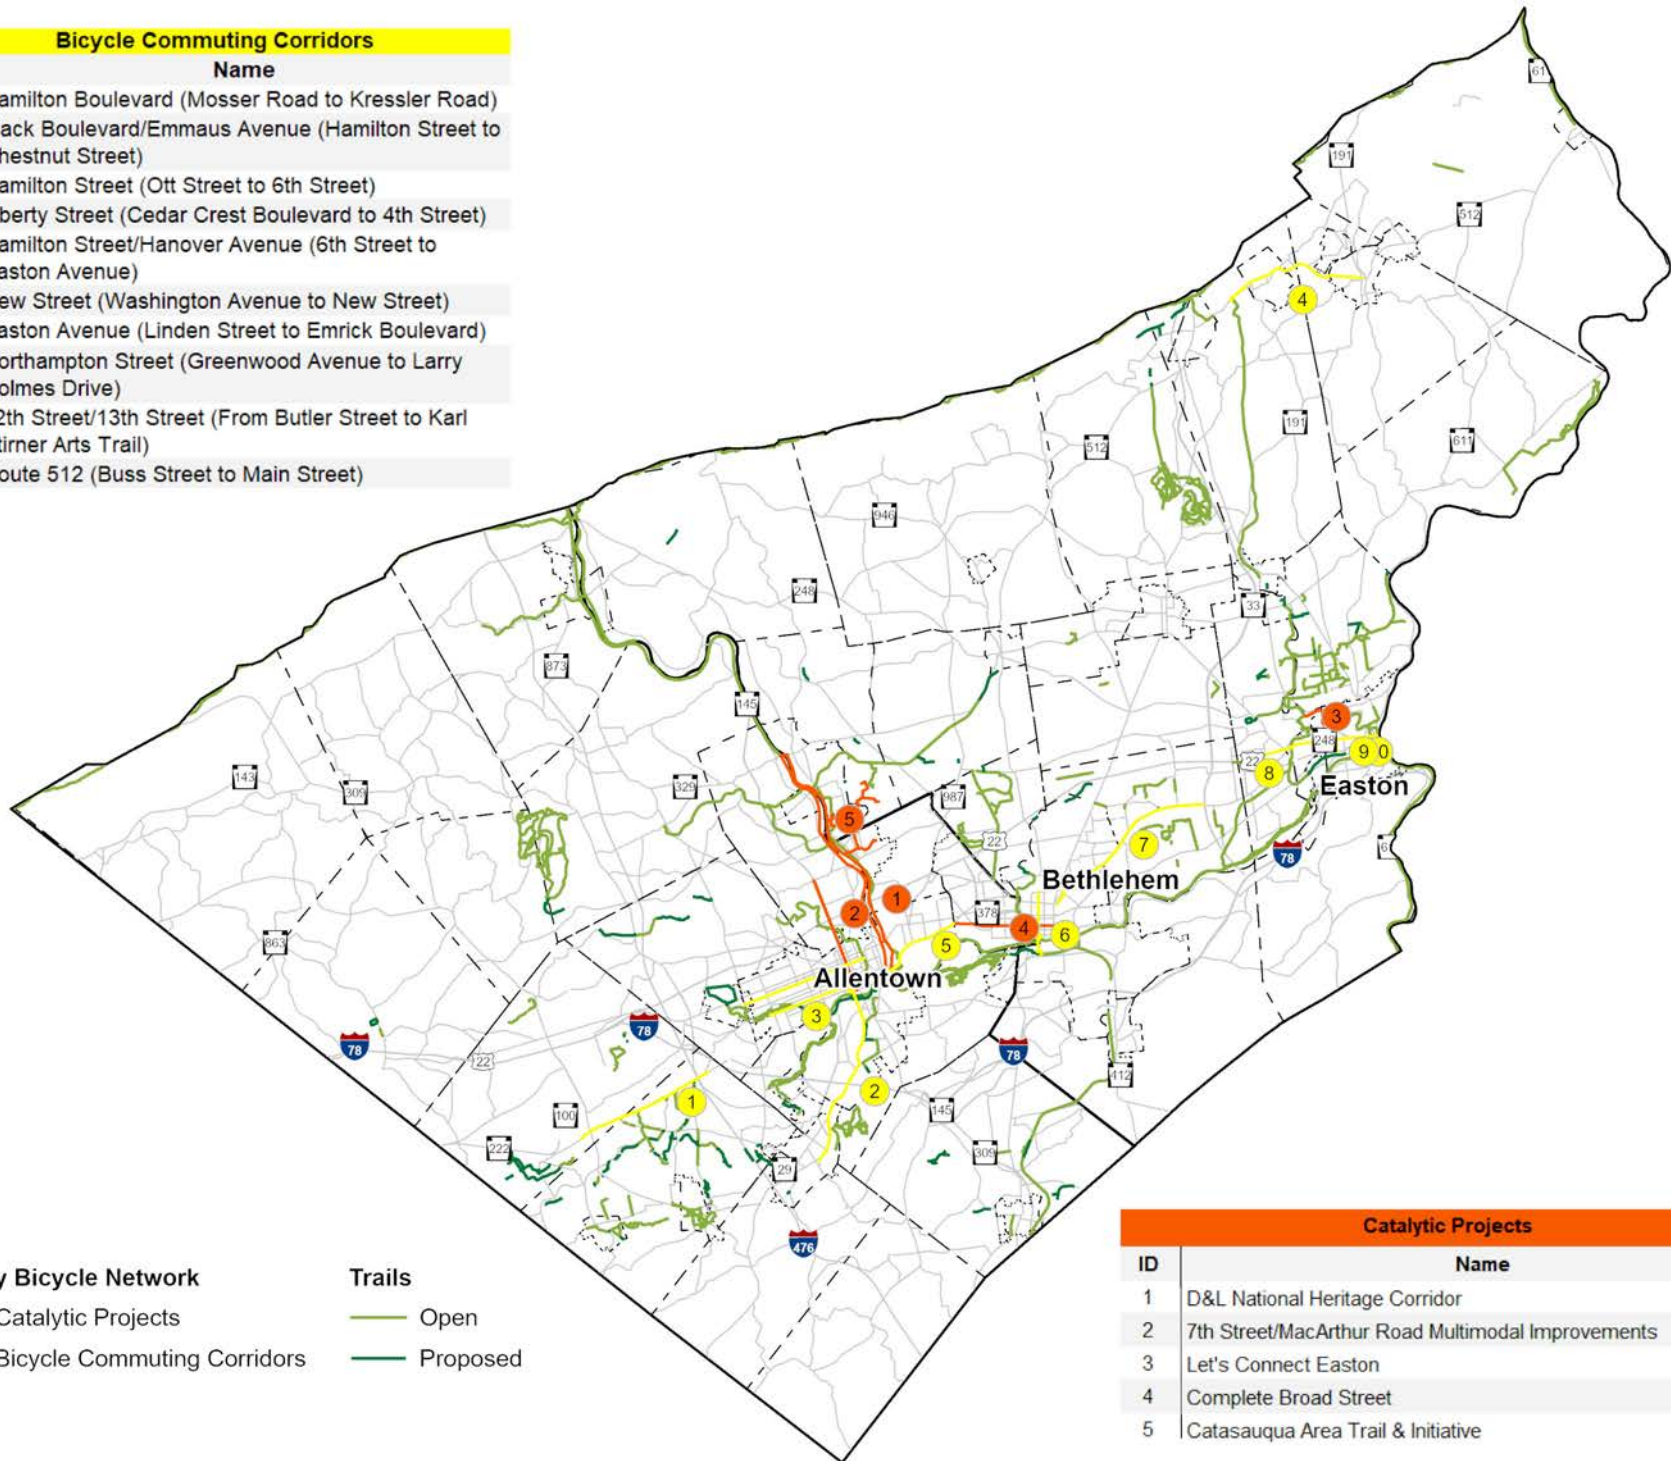 Bicycle Commuting Corridors
Name
amilton Boulevard (Mosser Road to Kressler Road)
ack Boulevard/Emmaus Avenue (Hamilton Street to
hestnut Street)
amilton Street (Ott Street to 6th Street)
berty Street (Cedar Crest Boulevard to 4th Street)
amilton Street/Hanover Avenue (6th Street to
aston Avenue)
ew Street (Washington Avenue to New Street)
aston Avenue (Linden Street to Emrick Boulevard)
orthampton Street (Greenwood Avenue to Larry
olmes Drive)
2th Street/13th Street (From Butler Street to Karl
tirner Arts Trail)
oute 512 (Buss Street to Main Street)
61
191
512
4
191
611
512
946
248
33
873
145
3
248
9 0
22
8
Easton
143
309
329
987
5
22
7
78
6
Bethlehem
1
2
378
4
6
5
863
Allentown
3
78
78
22
78
412
2
1
145
100
222
309
29
476
y Bicycle Network
Catalytic Projects
Bicycle Commuting Corridors
Trails
Open
Proposed
Catalytic Projects
ID Name
1 D&L National Heritage Corridor
2 7th Street/MacArthur Road Multimodal Improvements
3 Let's Connect Easton
4 Complete Broad Street
5 Catasauqua Area Trail & Initiative